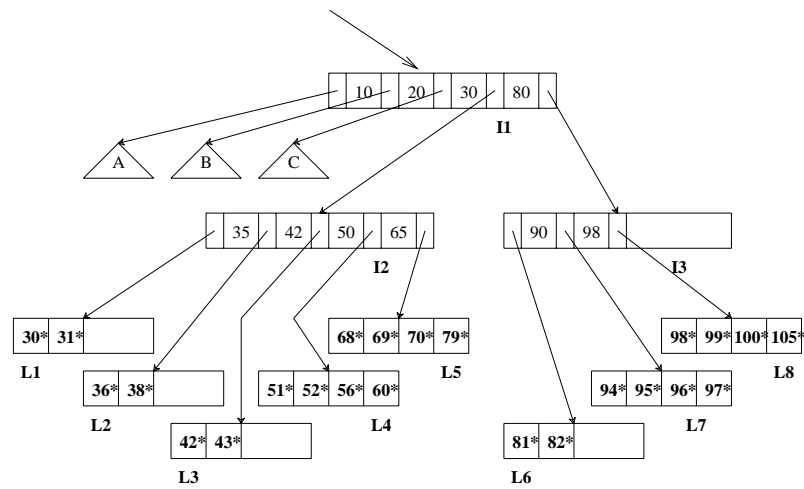 10 20 30 80
I1
A B C
35 42 50 65
I2
90 98
I3
30* 31*
L1
68* 69* 70* 79*
L5
98* 99* 100* 105*
L8
36* 38*
L2
51* 52* 56* 60*
L4
94* 95* 96* 97*
L7
42* 43*
L3
81* 82*
L6